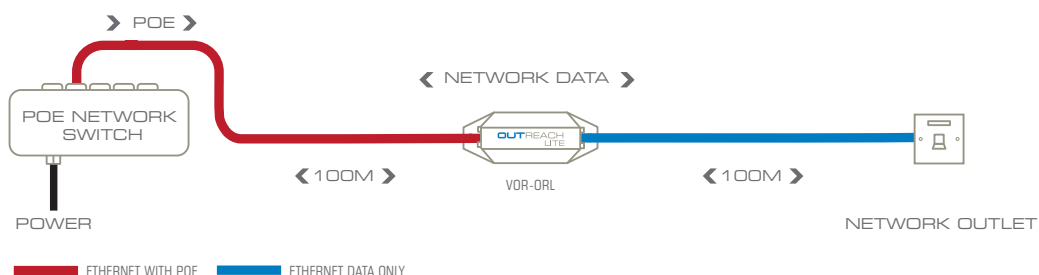 POE
NETWORK DATA
POE NETWORK
SWITCH
OUTREACH
LITE
100M
100M
VOR-ORL
POWER
NETWORK OUTLET
ETHERNET WITH POE
ETHERNET DATA ONLY